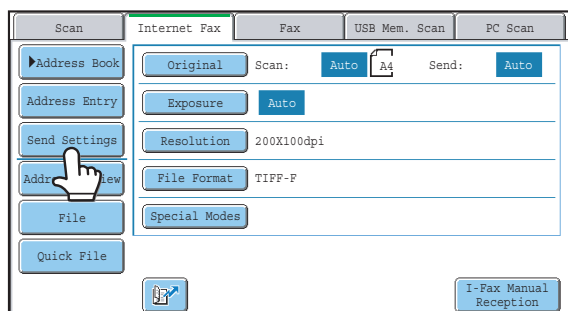 Scan Internet Fax Fax USB Mem. Scan PC Scan
Address Book Original Scan: Auto A4 Send: Auto
Address Entry Exposure Auto
Send Settings Resolution 200X100dpi
File Format TIFF-F
File Special Modes
Quick File
I-Fax Manual
Reception